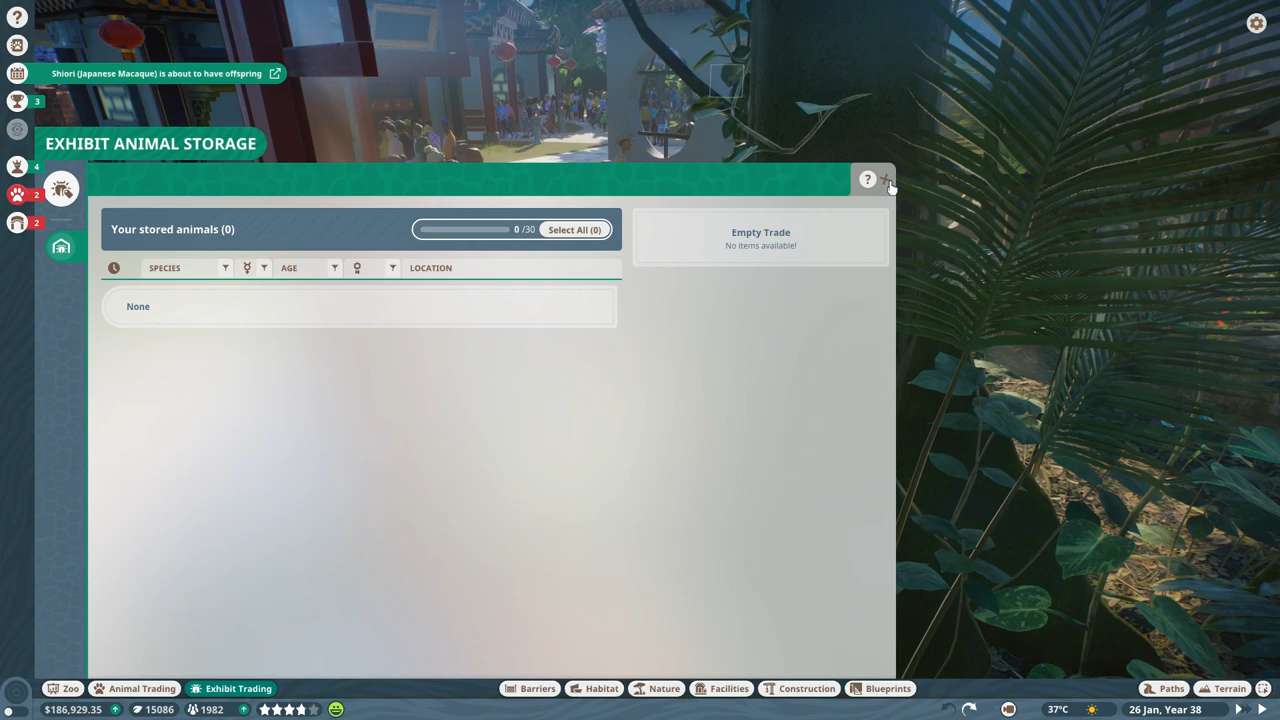 Shiori (Japanese Macaque) is about to have offspring
3
EXHIBIT ANIMAL STORAGE
4
2
2
?
?
Your stored animals (0)
0 /30
Select All (0)
Empty Trade
No items available!
SPECIES
AGE
LOCATION
None
Zoo
Animal Trading
Exhibit Trading
Barriers
Habitat
Nature
Facilities
Construction
Blueprints
Paths
Terrain
$186,929.35
15086
1982
37°C
26 Jan, Year 38